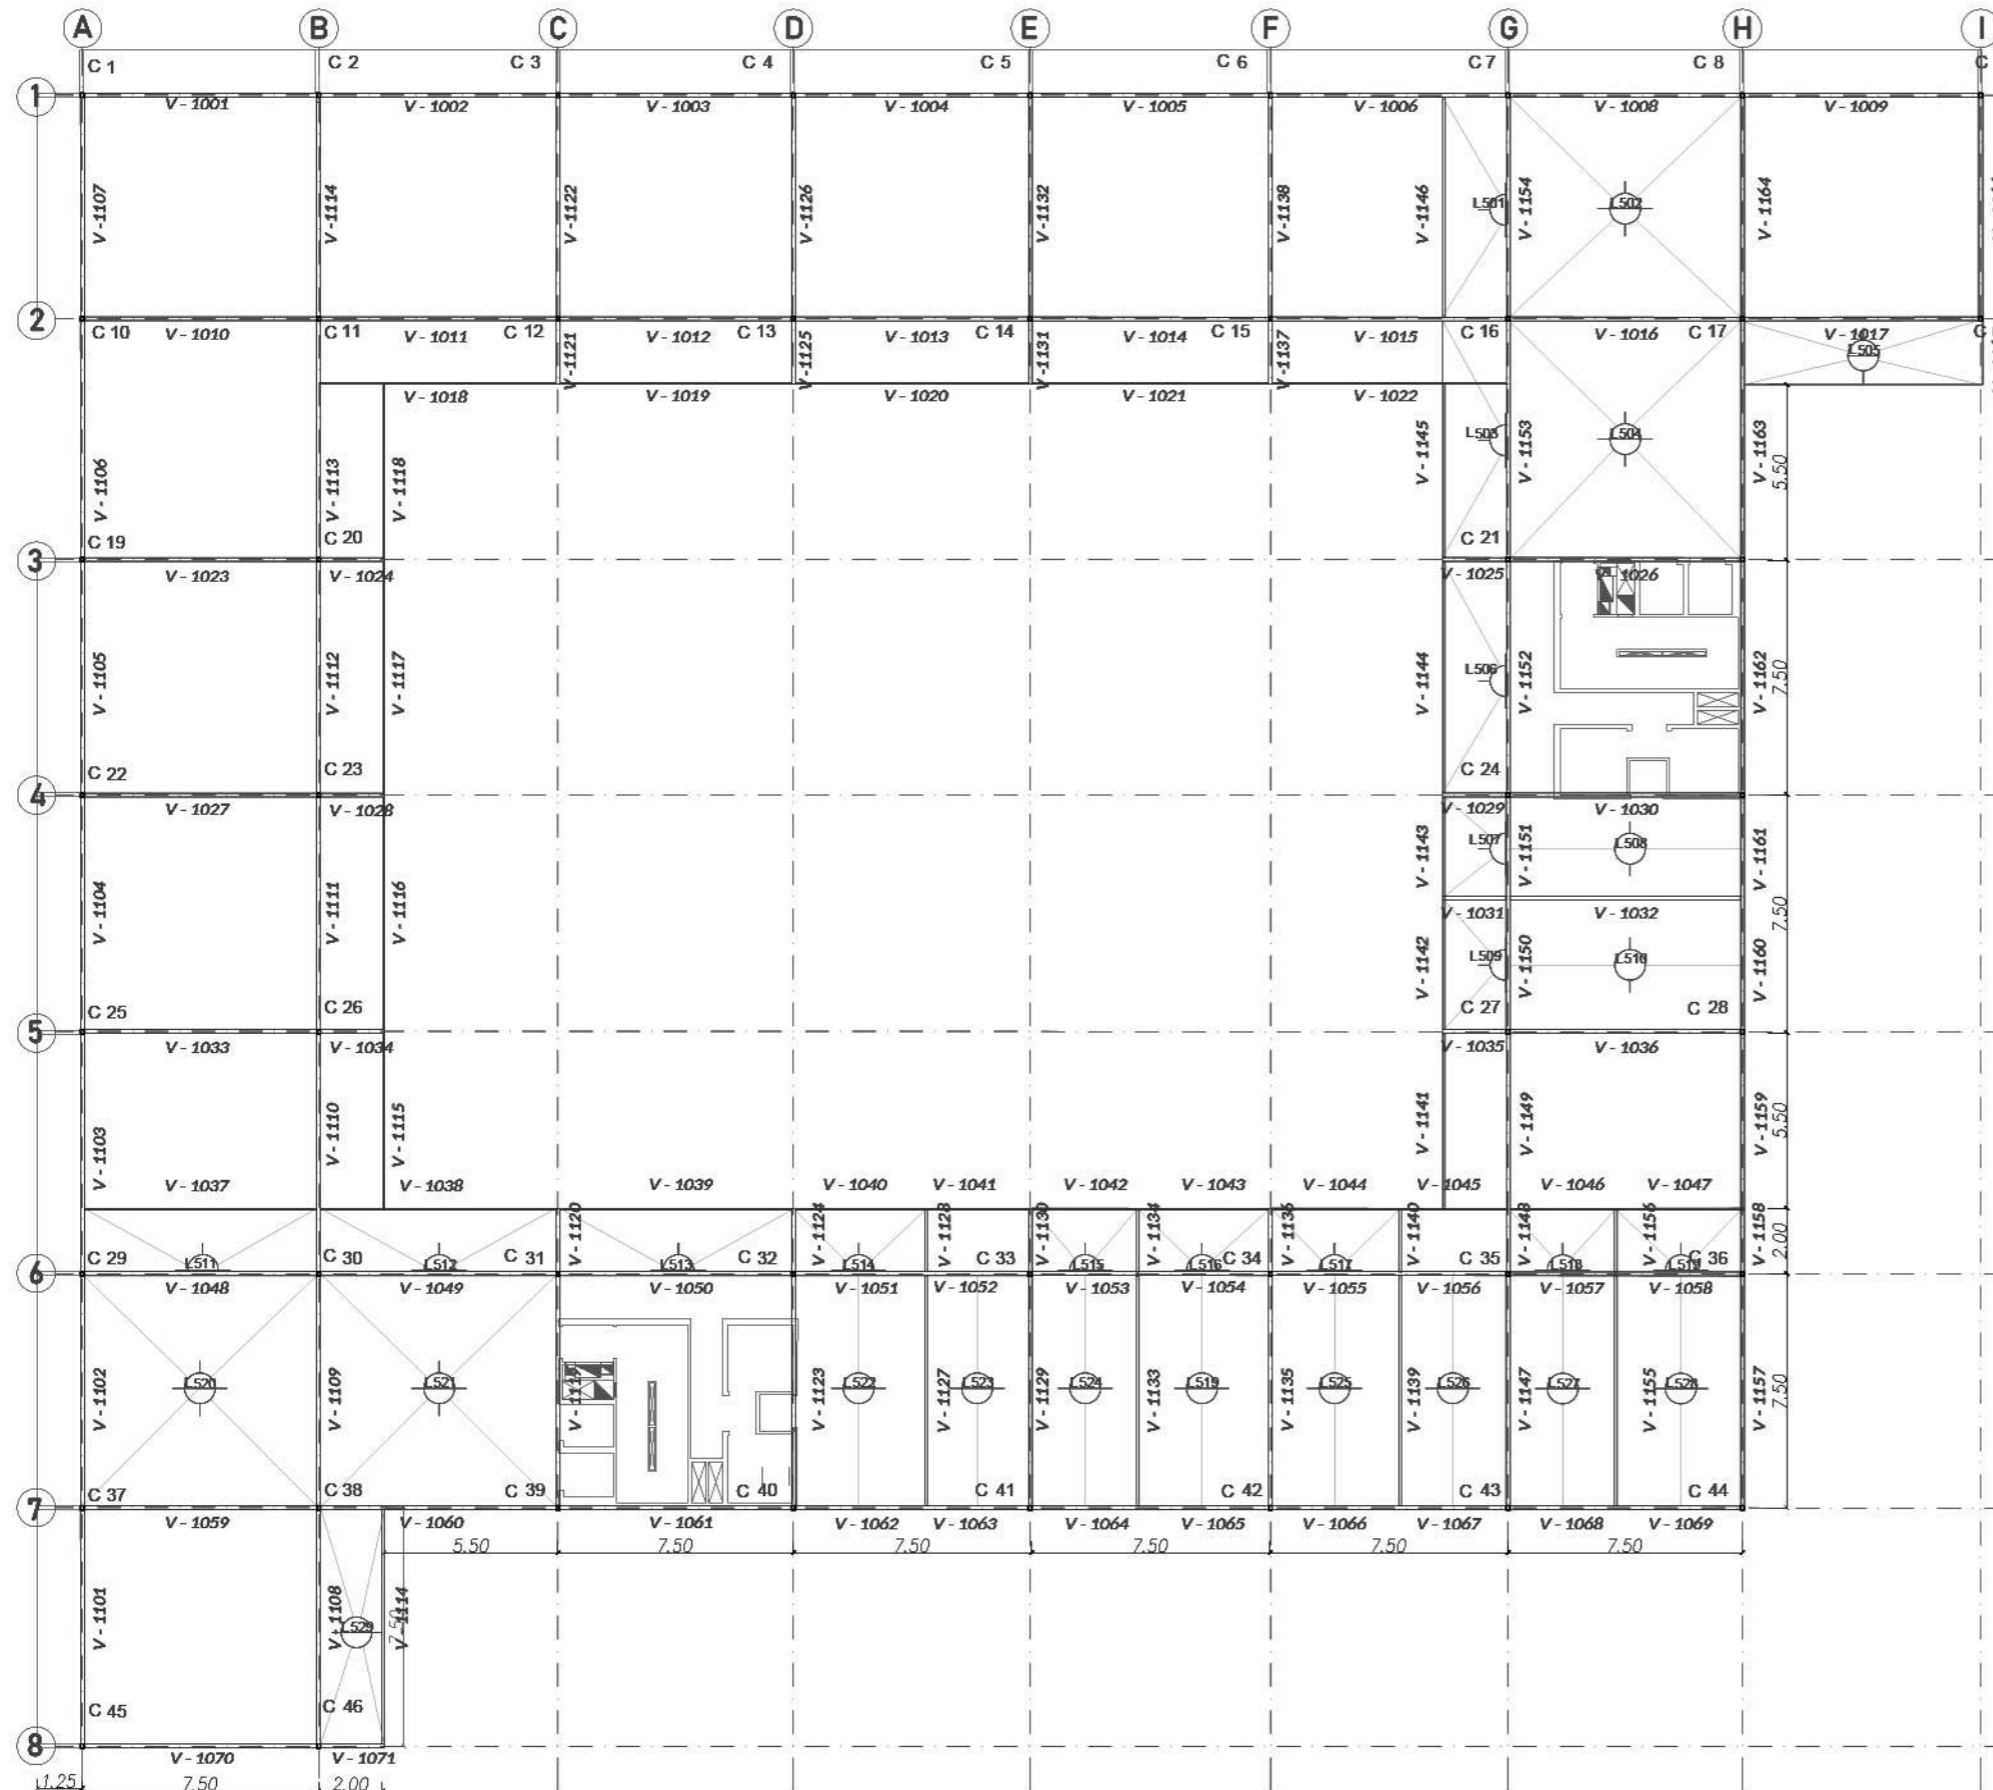 A B C D E F G H I
C 1 C 2 C 3 C 4 C 5 C 6 C 7 C 8 C
1
V - 1001 V - 1002 V - 1003 V - 1004 V - 1005 V - 1006 V - 1008 V - 1009
V -1107 V -1114 V -1122 V -1126 V -1132 V -1138 V - 1146 L501 V - 1154 L502 V - 1164
2
C 10 V - 1010 C 11 V - 1011 C 12 V - 1121 V - 1012 C 13 V - 1125 V - 1013 C 14 V - 1131 V - 1014 C 15 V - 1137 V - 1015 C 16 V - 1016 C 17 V - 1017 C
L505
V - 1018 V - 1019 V - 1020 V - 1021 V - 1022
V - 1106 V - 1113 V - 1118 V - 1145 L503 V - 1153 L504 V - 1163 5.50
C 19 C 20 C 21
3
V - 1023 V - 1024 V - 1025 1026
V - 1105 V - 1112 V - 1117 V - 1144 L506 V - 1152 V - 1162 7.50
C 22 C 23 C 24
4
V - 1027 V - 1028 V - 1029 V - 1030
V - 1143 L507 V - 1151 L508 V - 1161
V - 1104 V - 1111 V - 1116 V - 1031 V - 1032 7.50
V - 1142 L509 V - 1150 L510 V - 1160
C 25 C 26 C 27 C 28
5
V - 1033 V - 1034 V - 1035 V - 1036
V - 1103 V - 1110 V - 1115 V - 1141 V - 1149 V - 1159 5.50
V - 1037 V - 1038 V - 1039 V - 1040 V - 1041 V - 1042 V - 1043 V - 1044 V - 1045 V - 1046 V - 1047
V - 1120 V - 1124 V - 1128 V - 1130 V - 1134 V - 1136 V - 1140 V - 1148 V - 1156 V - 1158 2.00
C 29 C 30 C 31 C 32 C 33 C 34 C 35 C 36
L511 L512 L513 L514 L515 L516 L517 L518
6
V - 1048 V - 1049 V - 1050 V - 1051 V - 1052 V - 1053 V - 1054 V - 1055 V - 1056 V - 1057 V - 1058
V - 1102 L520 V - 1109 L521 V - 1123 L522 V - 1127 L523 V - 1129 L524 V - 1133 L519 V - 1135 L525 V - 1139 L526 V - 1147 L527 V - 1155 L528 V - 1157 7.50
C 37 C 38 C 39 C 40 C 41 C 42 C 43 C 44
7
V - 1059 V - 1060 V - 1061 V - 1062 V - 1063 V - 1064 V - 1065 V - 1066 V - 1067 V - 1068 V - 1069
5.50 7.50 7.50 7.50 7.50 7.50
V - 1101 V - 1108 L529 7.50 V - 1114
C 45 C 46
8
V - 1070 V - 1071
1.25 7.50 2.00